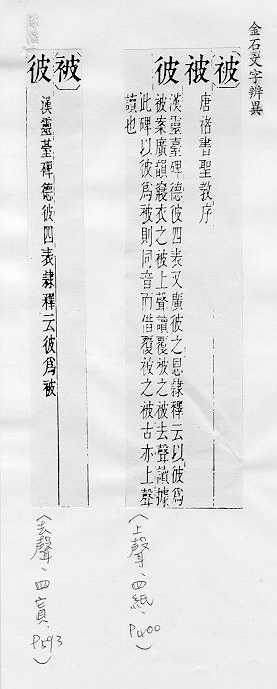 金石文字辨異
被
被
唐褚書聖教序
彼
漢靈臺碑德彼四表又廣彼之恩隸釋云以彼爲
被案廣韻寢衣之被上聲讀覆被之被去聲讀據
此碑以彼爲被則同音而借覆被之被古亦上聲
讀也
（上聲、四紙、P400）
被
彼
漢靈臺碑德彼四表隸釋云彼爲被
（去聲、四寘、P593）